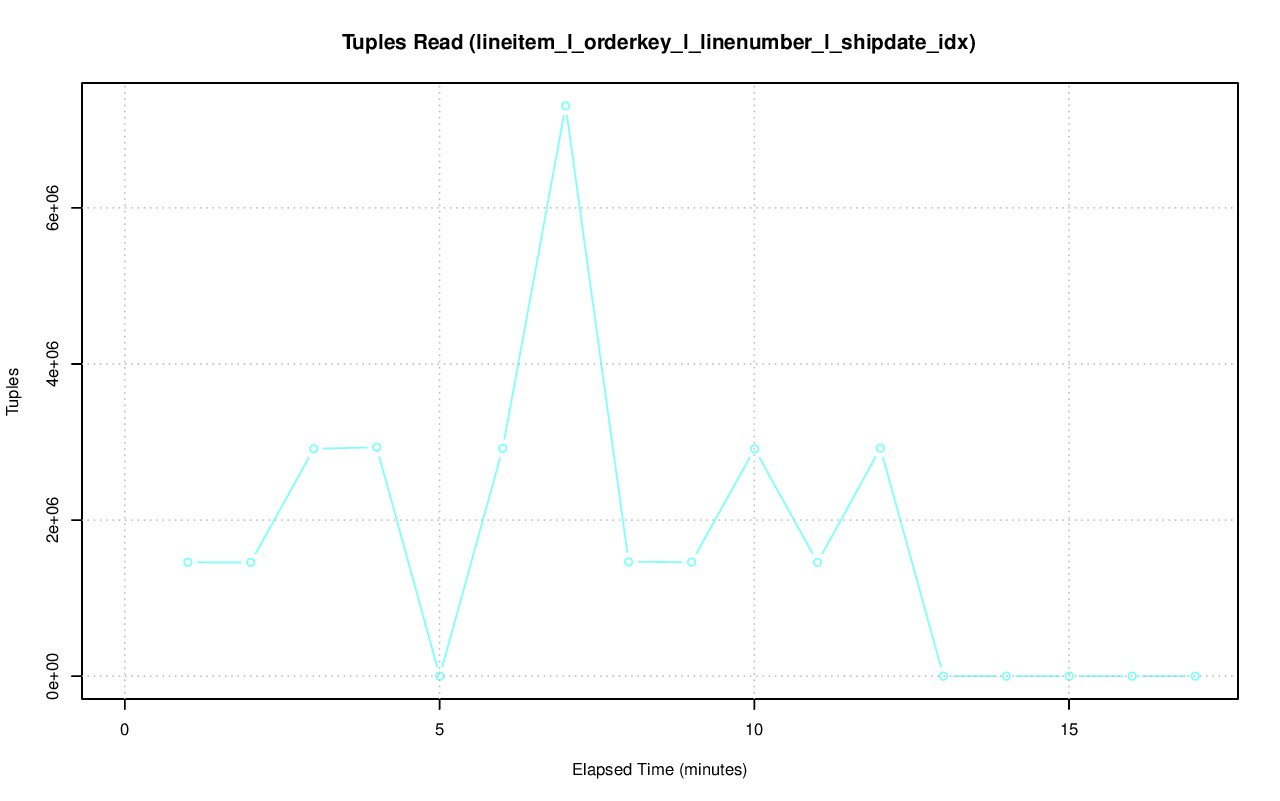 Tuples Read (lineitem_l_orderkey_l_linenumber_l_shipdate_idx)
Tuples
6e+06
4e+06
2e+06
0e+00
0 5 10 15
Elapsed Time (minutes)